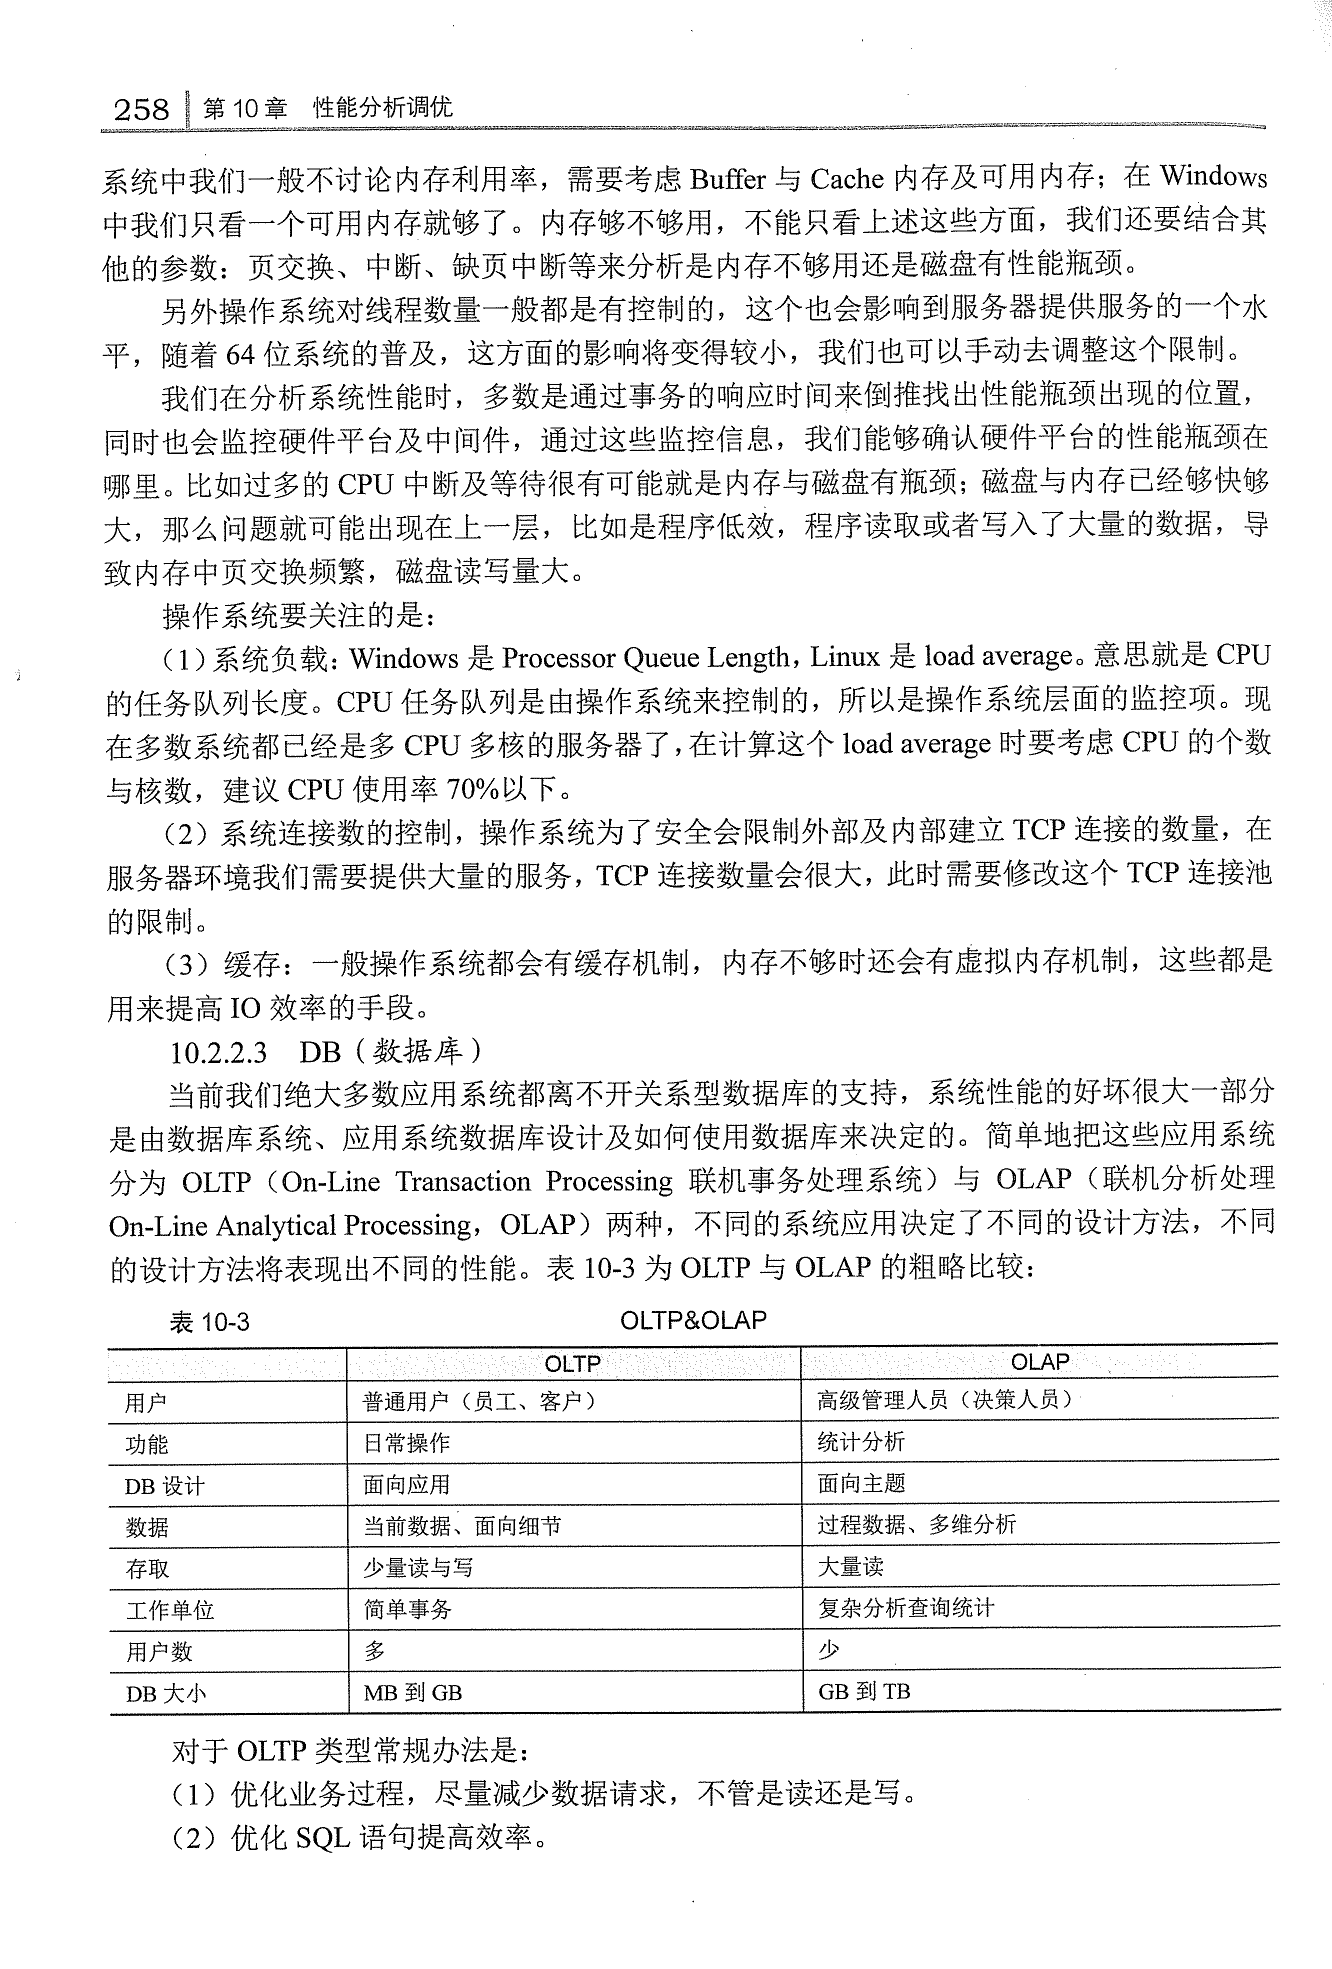 258 第 10 章 性能分析调优
系统中我们一般不讨论内存利用率，需要考虑 Buffer 与 Cache 内存及可用内存；在 Windows
中我们只看一个可用内存就够了。内存够不够用，不能只看上述这些方面，我们还要结合其
他的参数：页交换、中断、缺页中断等来分析是内存不够用还是磁盘有性能瓶颈。
另外操作系统对线程数量一般都是有控制的，这个也会影响到服务器提供服务的一个水
平，随着 64 位系统的普及，这方面的影响将变得较小，我们也可以手动去调整这个限制。
我们在分析系统性能时，多数是通过事务的响应时间来倒推找出性能瓶颈出现的位置，
同时也会监控硬件平台及中间件，通过这些监控信息，我们能够确认硬件平台的性能瓶颈在
哪里。比如过多的 CPU 中断及等待很有可能就是内存与磁盘有瓶颈；磁盘与内存已经够快够
大，那么问题就可能出现在上一层，比如是程序低效，程序读取或者写入了大量的数据，导
致内存中页交换频繁，磁盘读写量大。
操作系统要关注的是：
（1）系统负载：Windows 是 Processor Queue Length，Linux 是 load average。意思就是 CPU
的任务队列长度。CPU 任务队列是由操作系统来控制的，所以是操作系统层面的监控项。现
在多数系统都已经是多 CPU 多核的服务器了，在计算这个 load average 时要考虑 CPU 的个数
与核数，建议 CPU 使用率 70%以下。
（2）系统连接数的控制，操作系统为了安全会限制外部及内部建立 TCP 连接的数量，在
服务器环境我们需要提供大量的服务，TCP 连接数量会很大，此时需要修改这个 TCP 连接池
的限制。
（3）缓存：一般操作系统都会有缓存机制，内存不够时还会有虚拟内存机制，这些都是
用来提高 IO 效率的手段。
10.2.2.3 DB（数据库）
当前我们绝大多数应用系统都离不开关系型数据库的支持，系统性能的好坏很大一部分
是由数据库系统、应用系统数据库设计及如何使用数据库来决定的。简单地把这些应用系统
分为 OLTP（On-Line Transaction Processing 联机事务处理系统）与 OLAP（联机分析处理
On-Line Analytical Processing，OLAP）两种，不同的系统应用决定了不同的设计方法，不同
的设计方法将表现出不同的性能。表 10-3 为 OLTP 与 OLAP 的粗略比较：
表 10-3 OLTP&OLAP
OLTP OLAP
用户 普通用户（员工、客户） 高级管理人员（决策人员）
功能 日常操作 统计分析
DB 设计 面向应用 面向主题
数据 当前数据、面向细节 过程数据、多维分析
存取 少量读与写 大量读
工作单位 简单事务 复杂分析查询统计
用户数 多 少
DB 大小 MB 到 GB GB 到 TB
对于 OLTP 类型常规办法是：
（1）优化业务过程，尽量减少数据请求，不管是读还是写。
（2）优化 SQL 语句提高效率。